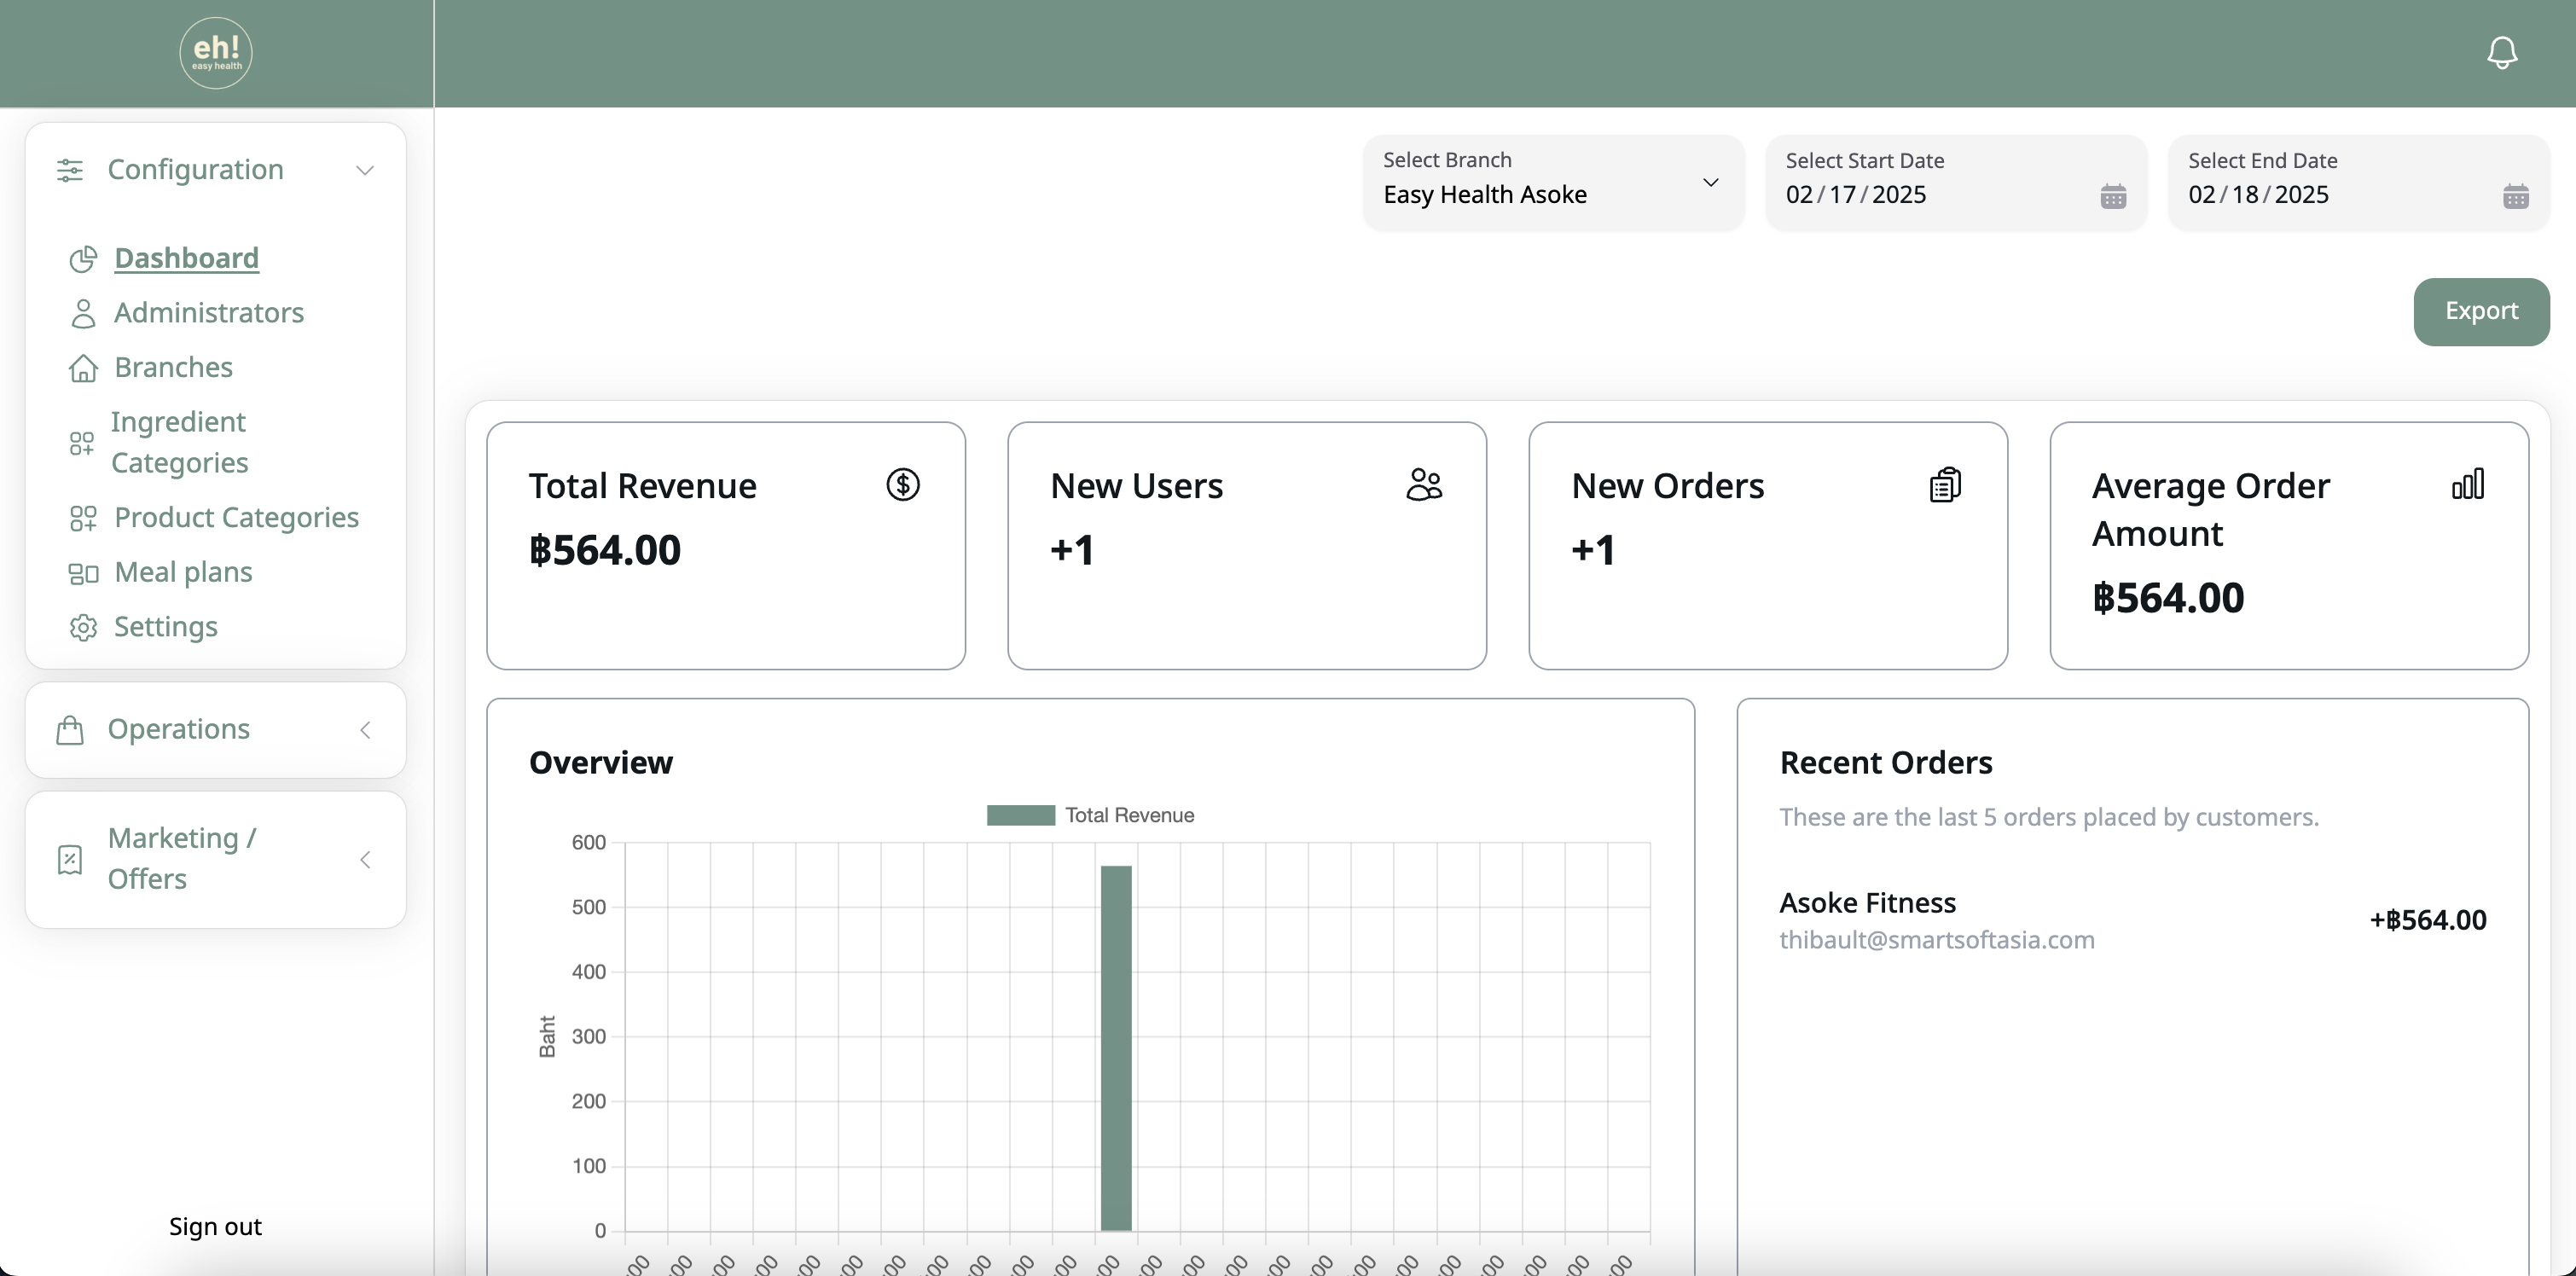 eh!
easy health
Configuration
Dashboard
Administrators
Branches
Ingredient
Categories
Product Categories
Meal plans
Settings
Operations
Marketing /
Offers
Sign out
Select Branch
Easy Health Asoke
Select Start Date
02/17/2025
Select End Date
02/18/2025
Export
Total Revenue
฿564.00
New Users
+1
New Orders
+1
Average Order
Amount
฿564.00
Overview
Total Revenue
600
500
400
300
200
100
0
Baht
Recent Orders
These are the last 5 orders placed by customers.
Asoke Fitness
thibault@smartsoftasia.com
+฿564.00